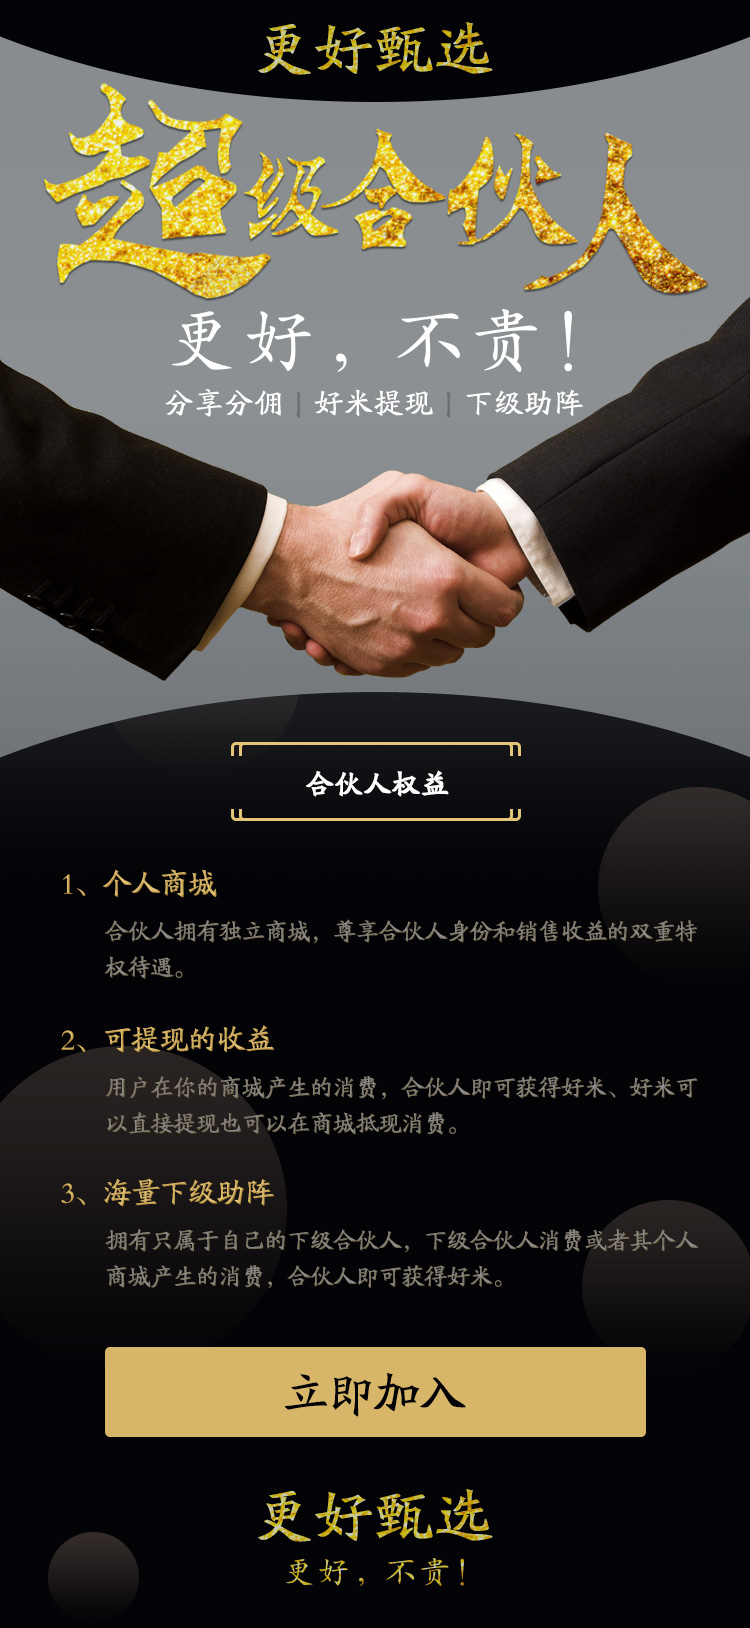 更好甄选
超级合伙人
更好，不贵！
分享分佣｜好米提现｜下级助阵
合伙人权益
1、个人商城
合伙人拥有独立商城，尊享合伙人身份和销售收益的双重特
权待遇。
2、可提现的收益
用户在你的商城产生的消费，合伙人即可获得好米、好米可
以直接提现也可以在商城抵现消费。
3、海量下级助阵
拥有只属于自己的下级合伙人，下级合伙人消费或者其个人
商城产生的消费，合伙人即可获得好米。
立即加入
更好甄选
更好，不贵！